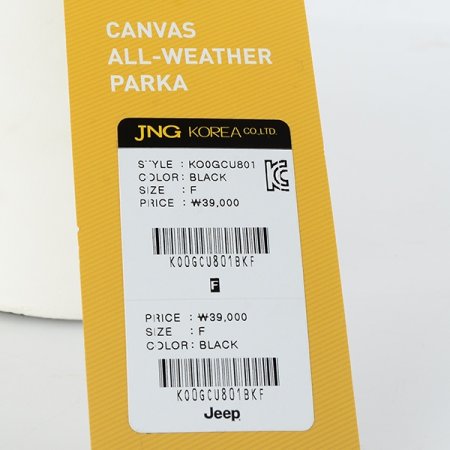 CANVAS
ALL-WEATHER
PARKA
JNG KOREA CO.,LTD.
STYLE : KO0GCU801
COLOR : BLACK
SIZE : F
PRICE : ₩39,000
K00GCU801BKF
F
PRICE : ₩39,000
SIZE : F
COLOR : BLACK
K00GCU801BKF
Jeep